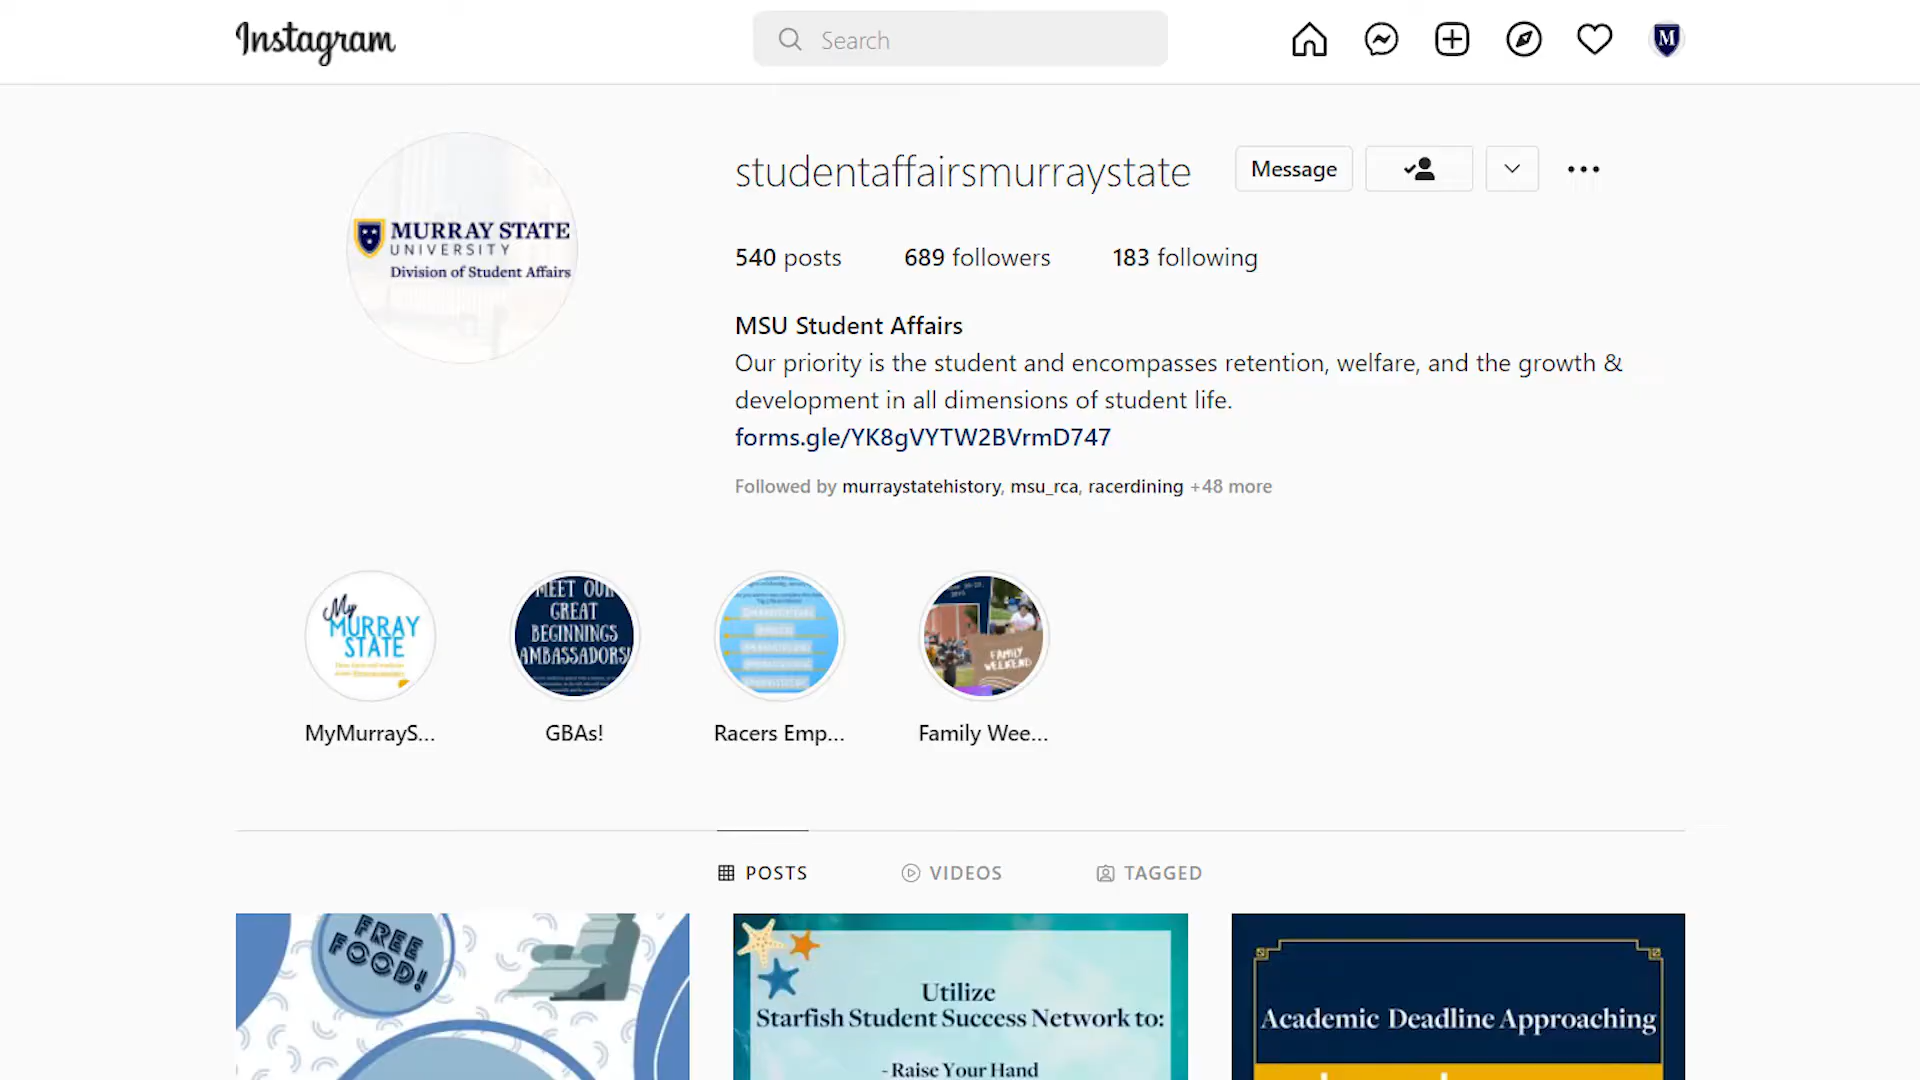 Instagram
Search
M
studentaffairsmurraystate
Message
540 posts
689 followers
183 following
MURRAY STATE
UNIVERSITY
Division of Student Affairs
MSU Student Affairs
Our priority is the student and encompasses retention, welfare, and the growth &
development in all dimensions of student life.
forms.gle/YK8gVYTW2BVrmD747
Followed by murraystatehistory, msu_rca, racerdining +48 more
My
MURRAY
STATE
MEET OUR
GREAT
BEGINNINGS
AMBASSADORS!
FAMILY
WEEKEND
MyMurrayS...
GBAs!
Racers Emp...
Family Wee...
POSTS
VIDEOS
TAGGED
FREE
FOOD!
Utilize
Starfish Student Success Network to:
- Raise Your Hand
Academic Deadline Approaching